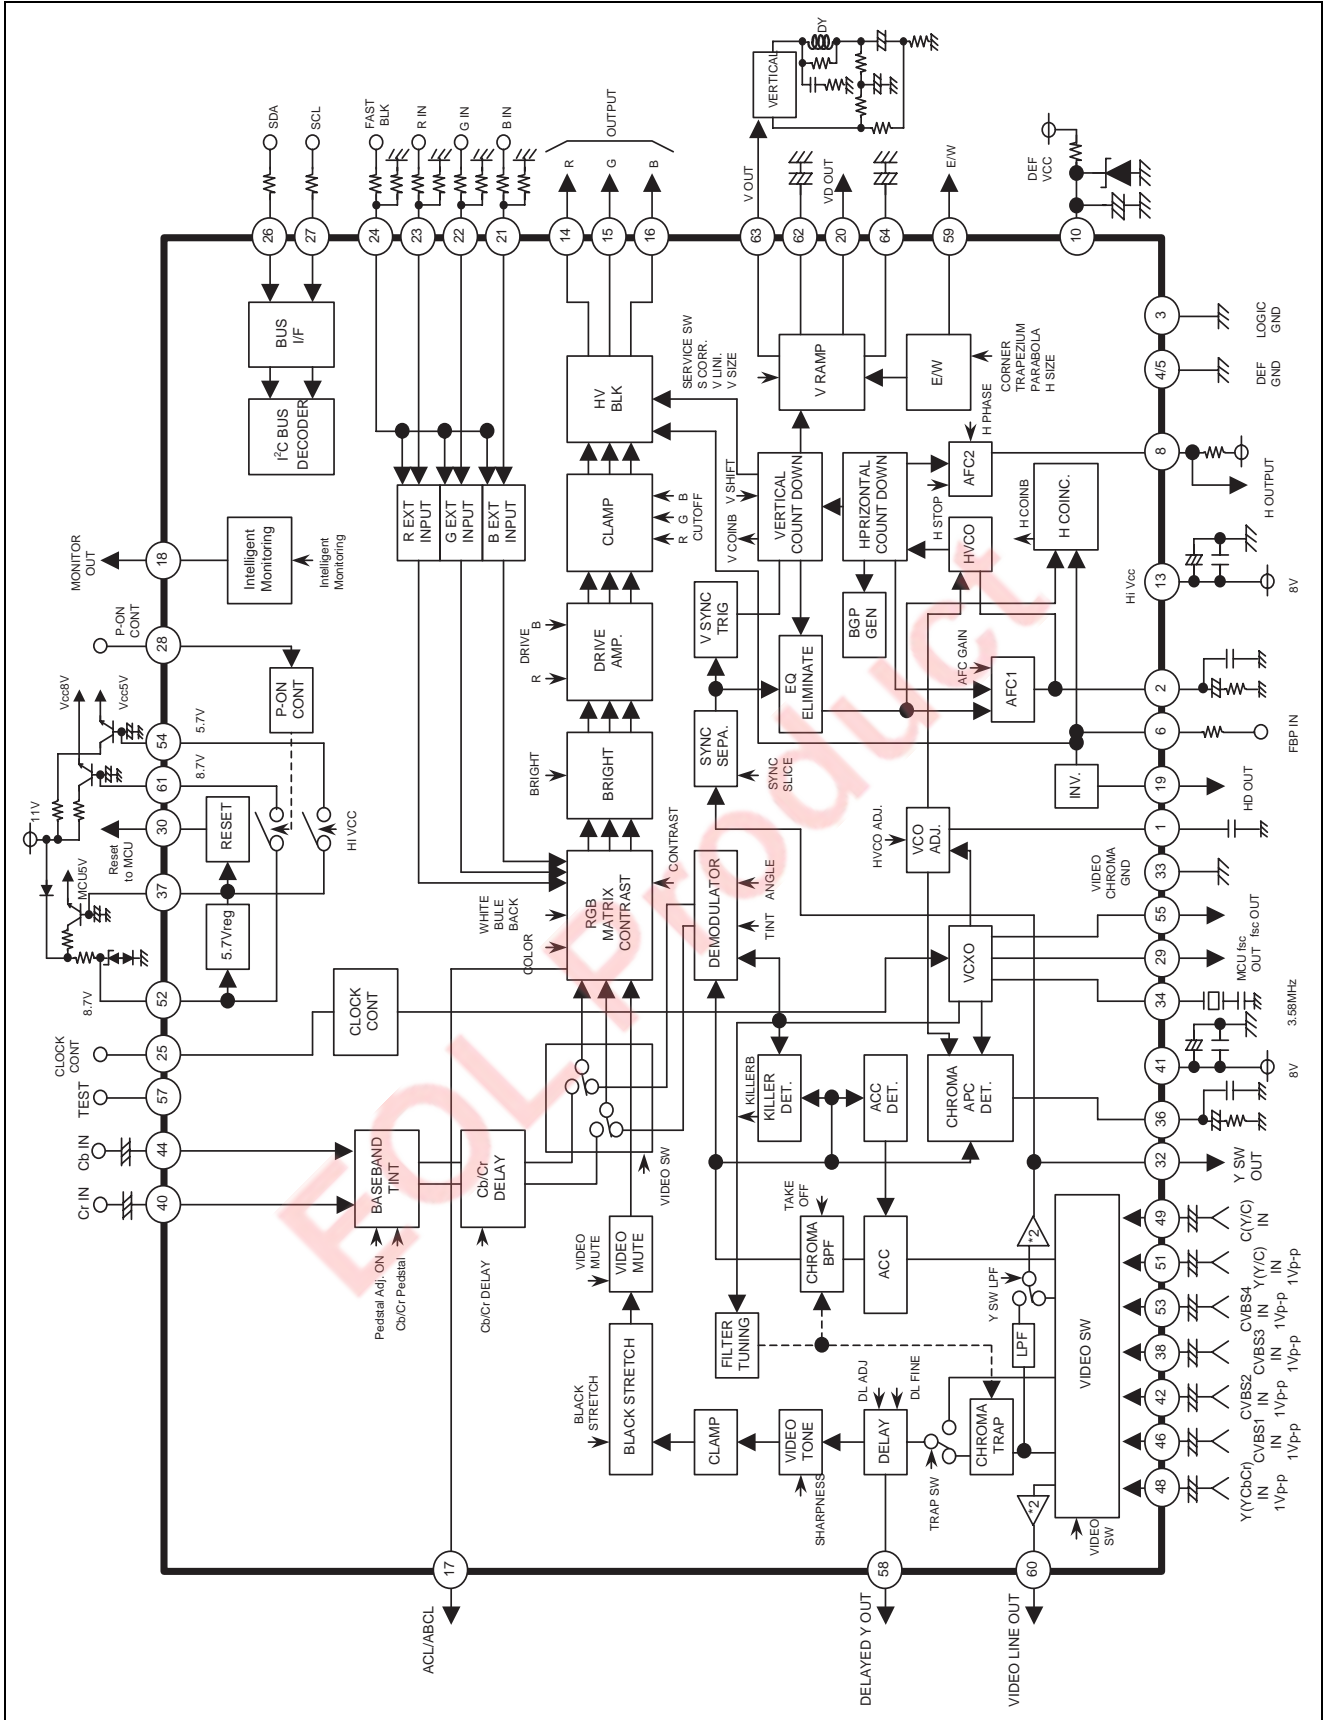 SDA
SCL
FAST
BLK
R IN
G IN
B IN
OUTPUT
R
G
B
VERTICAL
DY
V OUT
VD OUT
E/W
DEF
VCC
26
27
24
23
22
21
14
15
16
63
62
20
64
59
10
BUS
I/F
I²C BUS
DECODER
HV
BLK
SERVICE SW
S CORR.
V LINI.
V SIZE
V RAMP
E/W
CORNER
TRAPEZIUM
PARABOLA
H SIZE
3
LOGIC
GND
4/5
DEF
GND
MONITOR
OUT
18
Intelligent
Monitoring
Intelligent
Monitoring
R EXT
INPUT
G EXT
INPUT
B EXT
INPUT
CLAMP
R
G
B
CUTOFF
V COINB
V SHIFT
VERTICAL
COUNT DOWN
HPRIZONTAL
COUNT DOWN
H PHASE
AFC2
H STOP
HVCO
H COINB
H COINC.
8
H OUTPUT
13
Hi Vcc
8V
P-ON
CONT
28
P-ON
CONT
DRIVE
R
B
DRIVE
AMP.
V SYNC
TRIG
EQ
ELIMINATE
BGP
GEN
AFC GAIN
AFC1
2
Vcc8V
Vcc5V
54
5.7V
61
8.7V
11V
30
Reset
to MCU
RESET
HI VCC
BRIGHT
BRIGHT
SYNC
SEPA.
SYNC
SLICE
6
FBP IN
INV.
19
HD OUT
MCU5V
37
5.7Vreg
8.7V
52
WHITE
BULE
BACK
COLOR
RGB
MATRIX
CONTRAST
CONTRAST
DEMODULATOR
TINT
ANGLE
HVCO ADJ.
VCO
ADJ.
VCXO
1
33
VIDEO
CHROMA
GND
55
fsc OUT
29
MCU fsc
OUT
34
3.58MHz
CLOCK
CONT
25
CLOCK
CONT
TEST
57
Cb IN
44
Cr IN
40
BASEBAND
TINT
Pedstal Adj. ON
Cb/Cr Pedstal
Cb/Cr
DELAY
Cb/Cr DELAY
VIDEO SW
KILLERB
KILLER
DET.
ACC
DET.
CHROMA
APC
DET.
41
8V
36
32
Y SW
OUT
VIDEO
MUTE
VIDEO
MUTE
TAKE
OFF
CHROMA
BPF
ACC
*2
Y SW LPF
LPF
FILTER
TUNING
BLACK
STRETCH
BLACK STRETCH
CLAMP
VIDEO
TONE
SHARPNESS
DL ADJ
DL FINE
DELAY
TRAP SW
CHROMA
TRAP
*2
VIDEO SW
VIDEO
SW
49
C(Y/C)
IN
51
Y(Y/C)
IN
1Vp-p
53
CVBS4
IN
1Vp-p
38
CVBS3
IN
1Vp-p
42
CVBS2
IN
1Vp-p
46
CVBS1
IN
1Vp-p
48
Y(YCbCr)
IN
1Vp-p
17
ACL/ABCL
58
DELAYED Y OUT
60
VIDEO LINE OUT
EOL Product